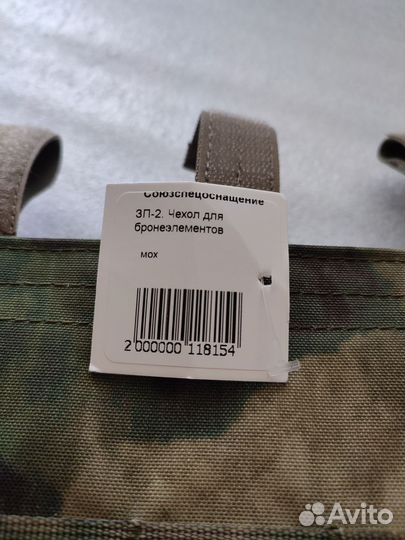 Союзспецоснащение
ЗП-2. Чехол для
бронеэлементов
мох
2 000000 118154
Avito